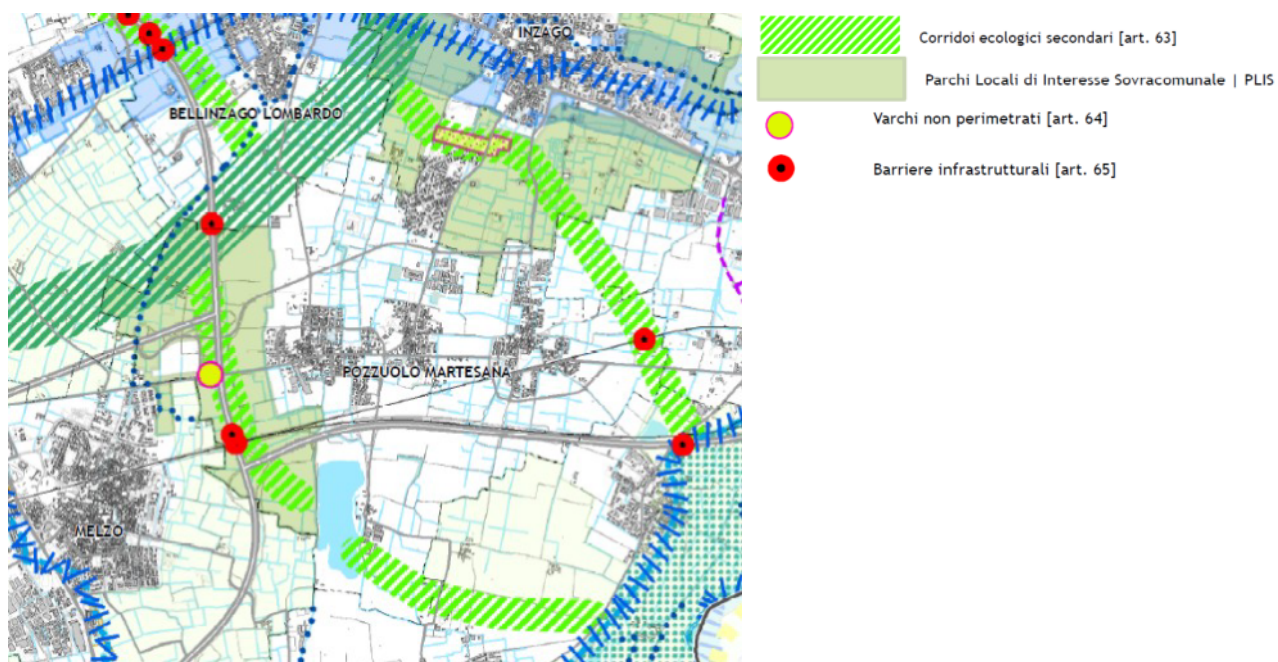 INZAGO
BELLINZAGO LOMBARDO
POZZUOLO MARTESANA
MELZO
Corridoi ecologici secondari [art. 63]
Parchi Locali di Interesse Sovracomunale | PLIS
Varchi non perimetrati [art. 64]
Barriere infrastrutturali [art. 65]